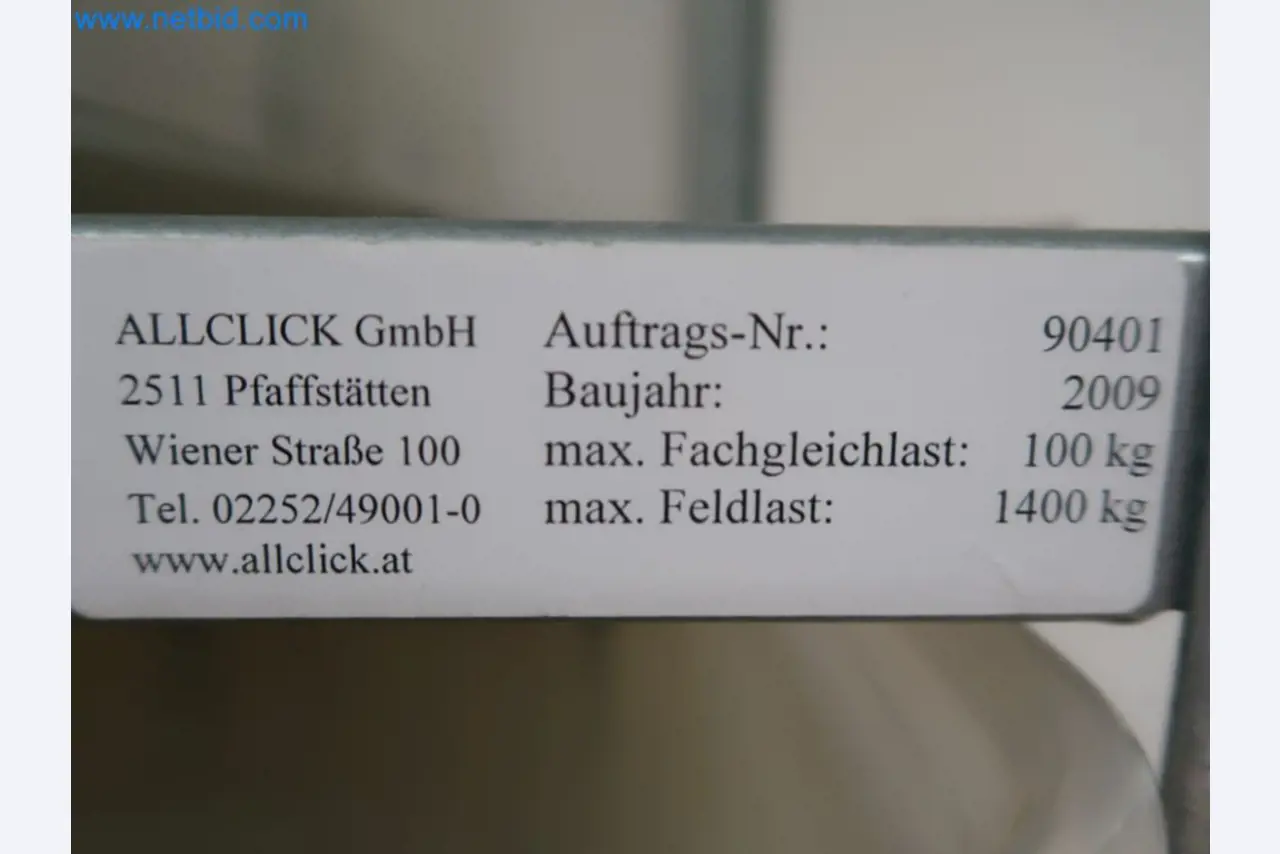 www.netbid.com
ALLCLICK GmbH
2511 Pfaffstätten
Wiener Straße 100
Tel. 02252/49001-0
www.allclick.at
Auftrags-Nr.: 90401
Baujahr: 2009
max. Fachgleichlast: 100 kg
max. Feldlast: 1400 kg